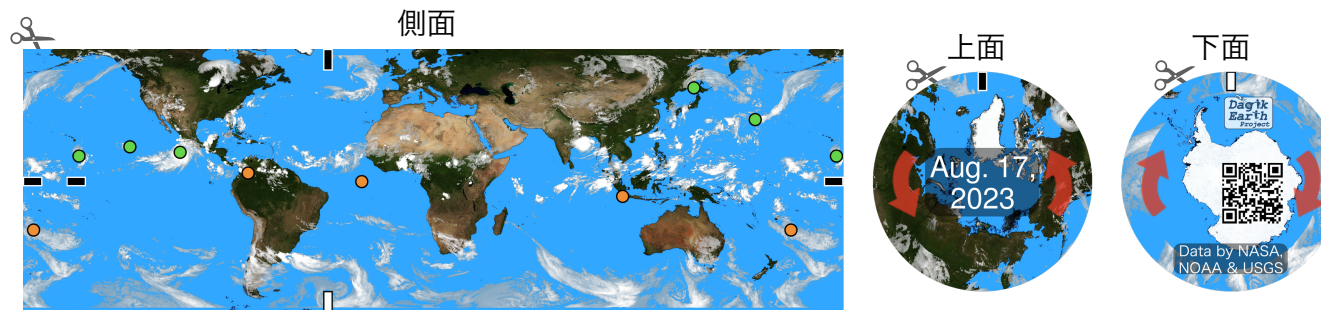 側面
上面
下面
Aug. 17,
2023
Dagik
Earth
Project
Data by NASA,
NOAA & USGS